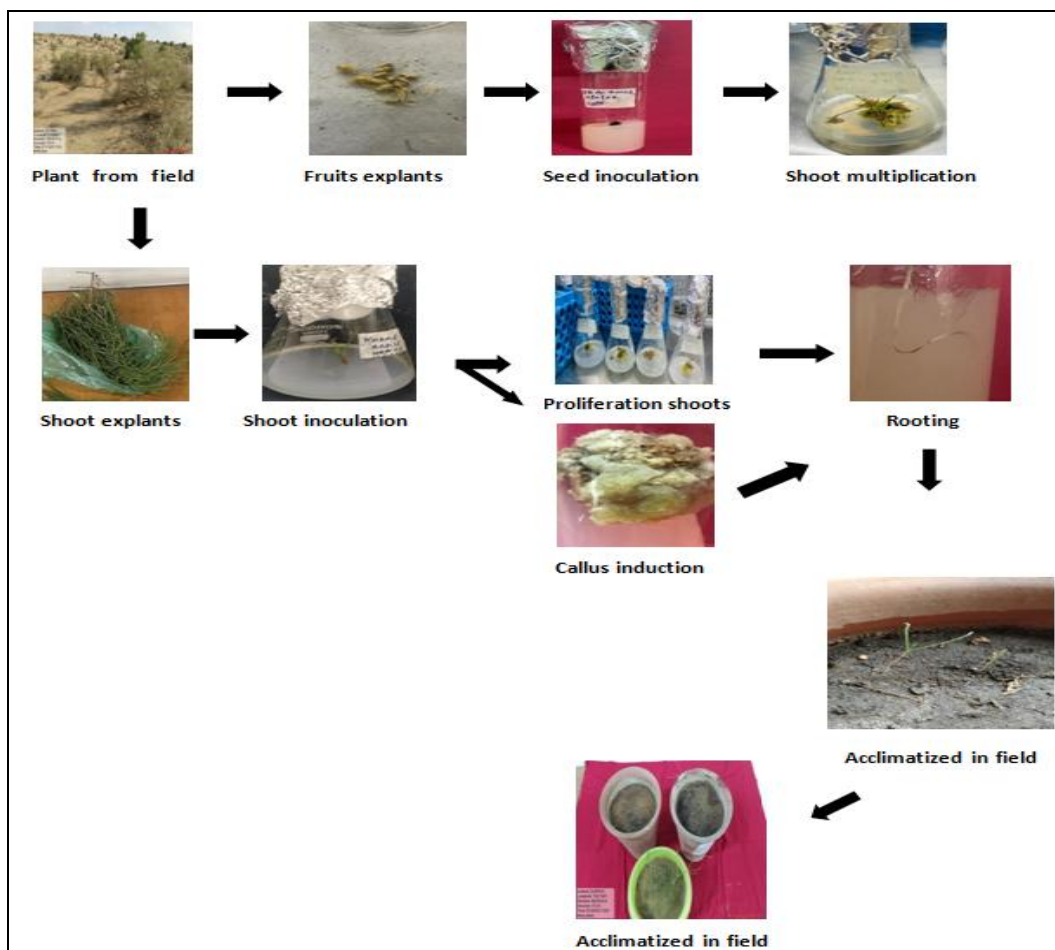 Plant from field
Fruits explants
Seed inoculation
Shoot multiplication
Shoot explants
Shoot inoculation
Proliferation shoots
Rooting
Callus induction
Acclimatized in field
Acclimatized in field